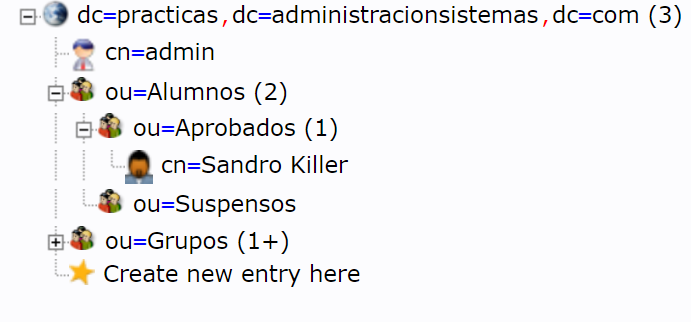 dc=practicas,dc=administracionsistemas,dc=com (3)
cn=admin
ou=Alumnos (2)
ou=Aprobados (1)
cn=Sandro Killer
ou=Suspensos
ou=Grupos (1+)
Create new entry here